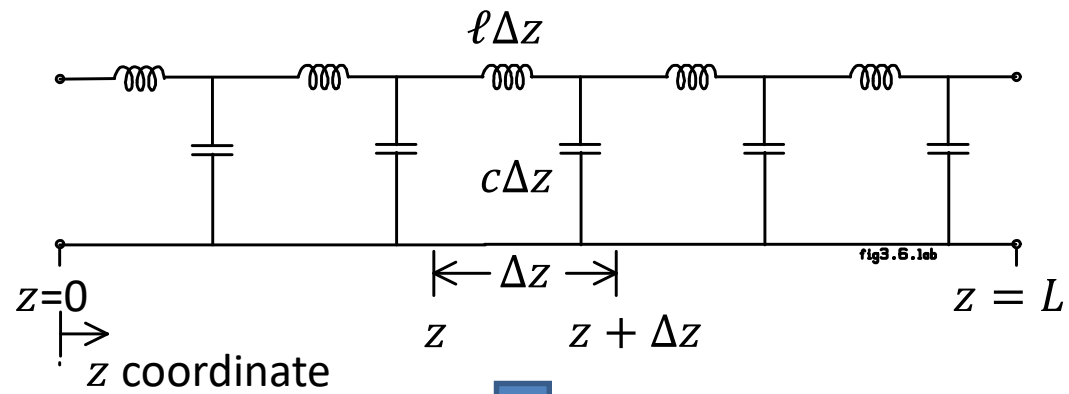 ℓΔz
cΔz
fig3.6.lab
Δz
z=0
z = L
z
z + Δz
z coordinate